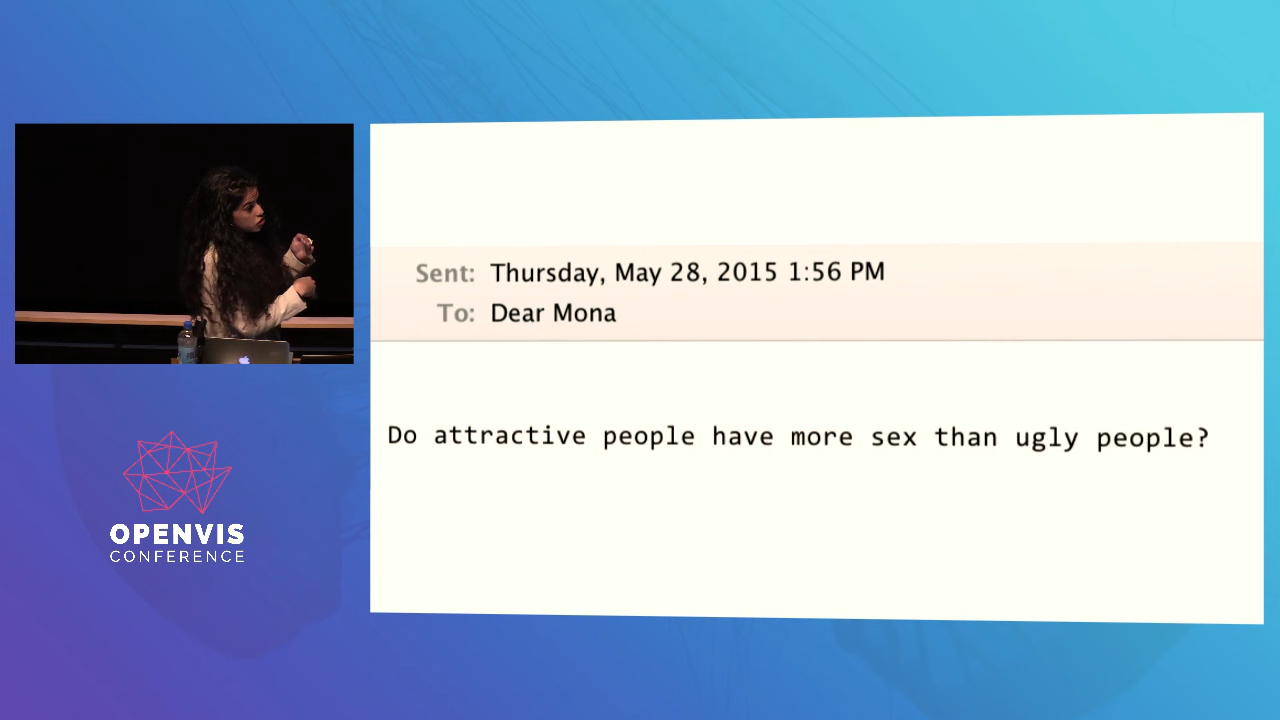 Sent: Thursday, May 28, 2015 1:56 PM
To: Dear Mona
Do attractive people have more sex than ugly people?
OPENVIS
CONFERENCE